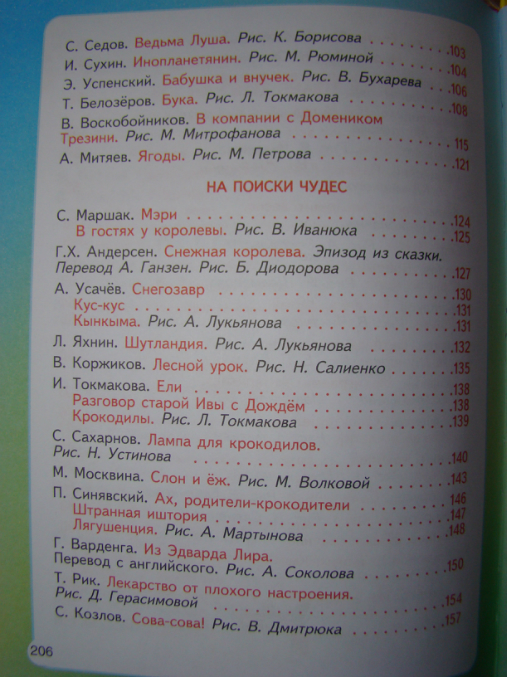 С. Седов. Ведьма Луша. Рис. К. Борисова . . . . . . . . . 103
И. Сухин. Инопланетянин. Рис. М. Рюминой . . . . . . . 104
Э. Успенский. Бабушка и внучек. Рис. В. Бухарева . . . . 106
Т. Белозёров. Бука. Рис. Л. Токмакова . . . . . . . . . . 108
В. Воскобойников. В компании с Домеником
Трезини. Рис. М. Митрофанова . . . . . . . . . . . . . 115
А. Митяев. Ягоды. Рис. М. Петрова . . . . . . . . . . . 121
НА ПОИСКИ ЧУДЕС
С. Маршак. Мэри . . . . . . . . . . . . . . . . . . . . 124
В гостях у королевы. Рис. В. Иванюка . . . . . . . . . 125
Г.Х. Андерсен. Снежная королева. Эпизод из сказки.
Перевод А. Ганзен. Рис. Б. Диодорова . . . . . . . . . 127
А. Усачёв. Снегозавр . . . . . . . . . . . . . . . . . 130
Кус-кус . . . . . . . . . . . . . . . . . . . . . . . 131
Кынкыма. Рис. А. Лукьянова . . . . . . . . . . . . . . 131
Л. Яхнин. Шутландия. Рис. А. Лукьянова . . . . . . . . 132
В. Коржиков. Лесной урок. Рис. Н. Салиенко . . . . . . 135
И. Токмакова. Ели . . . . . . . . . . . . . . . . . . . 138
Разговор старой Ивы с Дождём . . . . . . . . . . . . . 138
Крокодилы. Рис. Л. Токмакова . . . . . . . . . . . . . 139
С. Сахарнов. Лампа для крокодилов.
Рис. Н. Устинова . . . . . . . . . . . . . . . . . . . 140
М. Москвина. Слон и ёж. Рис. М. Волковой . . . . . . . 143
П. Синявский. Ах, родители-крокодители . . . . . . . . 146
Штранная иштория . . . . . . . . . . . . . . . . . . . 147
Лягушенция. Рис. А. Мартынова . . . . . . . . . . . . 148
Г. Варденга. Из Эдварда Лира.
Перевод с английского. Рис. А. Соколова . . . . . . . . 150
Т. Рик. Лекарство от плохого настроения.
Рис. Д. Герасимовой . . . . . . . . . . . . . . . . . . 154
С. Козлов. Сова-сова! Рис. В. Дмитрюка . . . . . . . . 157
206